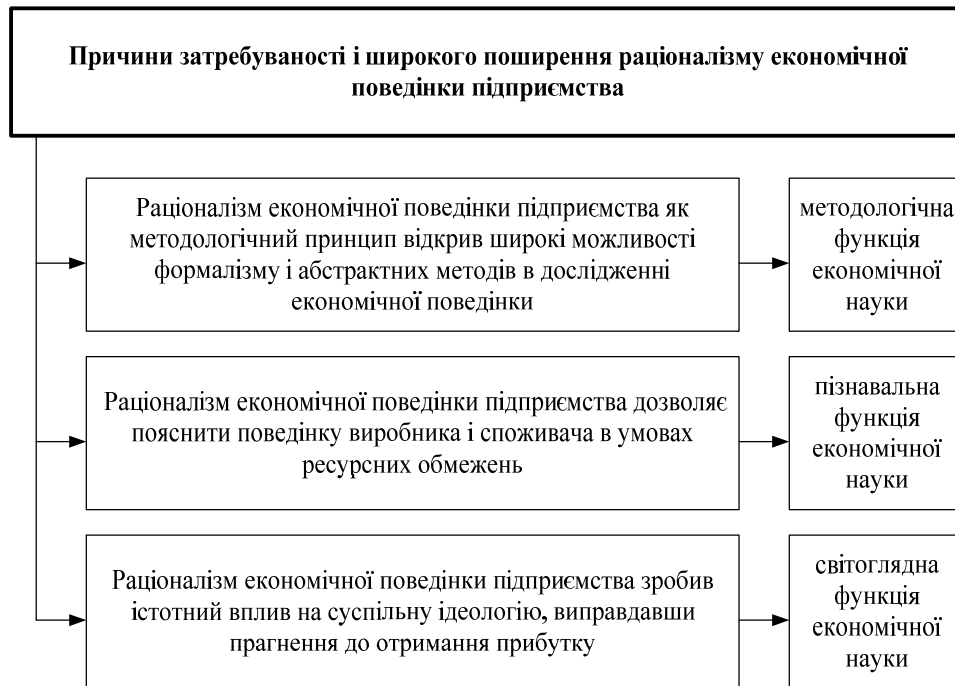 Причини затребуваності і широкого поширення раціоналізму економічної
поведінки підприємства
Раціоналізм економічної поведінки підприємства як
методологічний принцип відкрив широкі можливості
формалізму і абстрактних методів в дослідженні
економічної поведінки
методологічна
функція
економічної
науки
Раціоналізм економічної поведінки підприємства дозволяє
пояснити поведінку виробника і споживача в умовах
ресурсних обмежень
пізнавальна
функція
економічної
науки
Раціоналізм економічної поведінки підприємства зробив
істотний вплив на суспільну ідеологію, виправдавши
прагнення до отримання прибутку
світоглядна
функція
економічної
науки